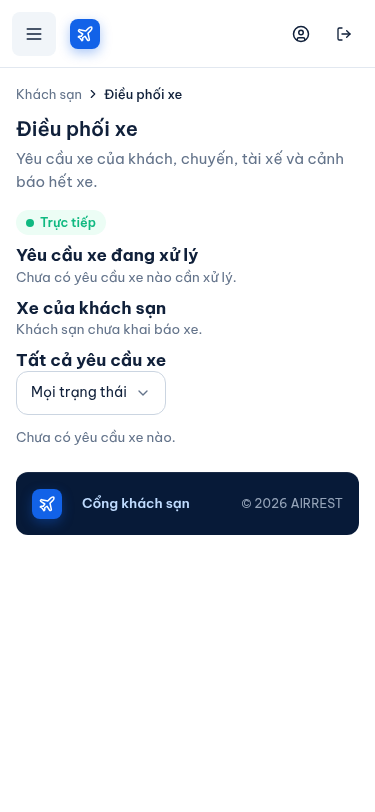 Khách sạn > Điều phối xe
Điều phối xe
Yêu cầu xe của khách, chuyến, tài xế và cảnh
báo hết xe.
Trực tiếp
Yêu cầu xe đang xử lý
Chưa có yêu cầu xe nào cần xử lý.
Xe của khách sạn
Khách sạn chưa khai báo xe.
Tất cả yêu cầu xe
Mọi trạng thái
Chưa có yêu cầu xe nào.
Cổng khách sạn © 2026 AIRREST